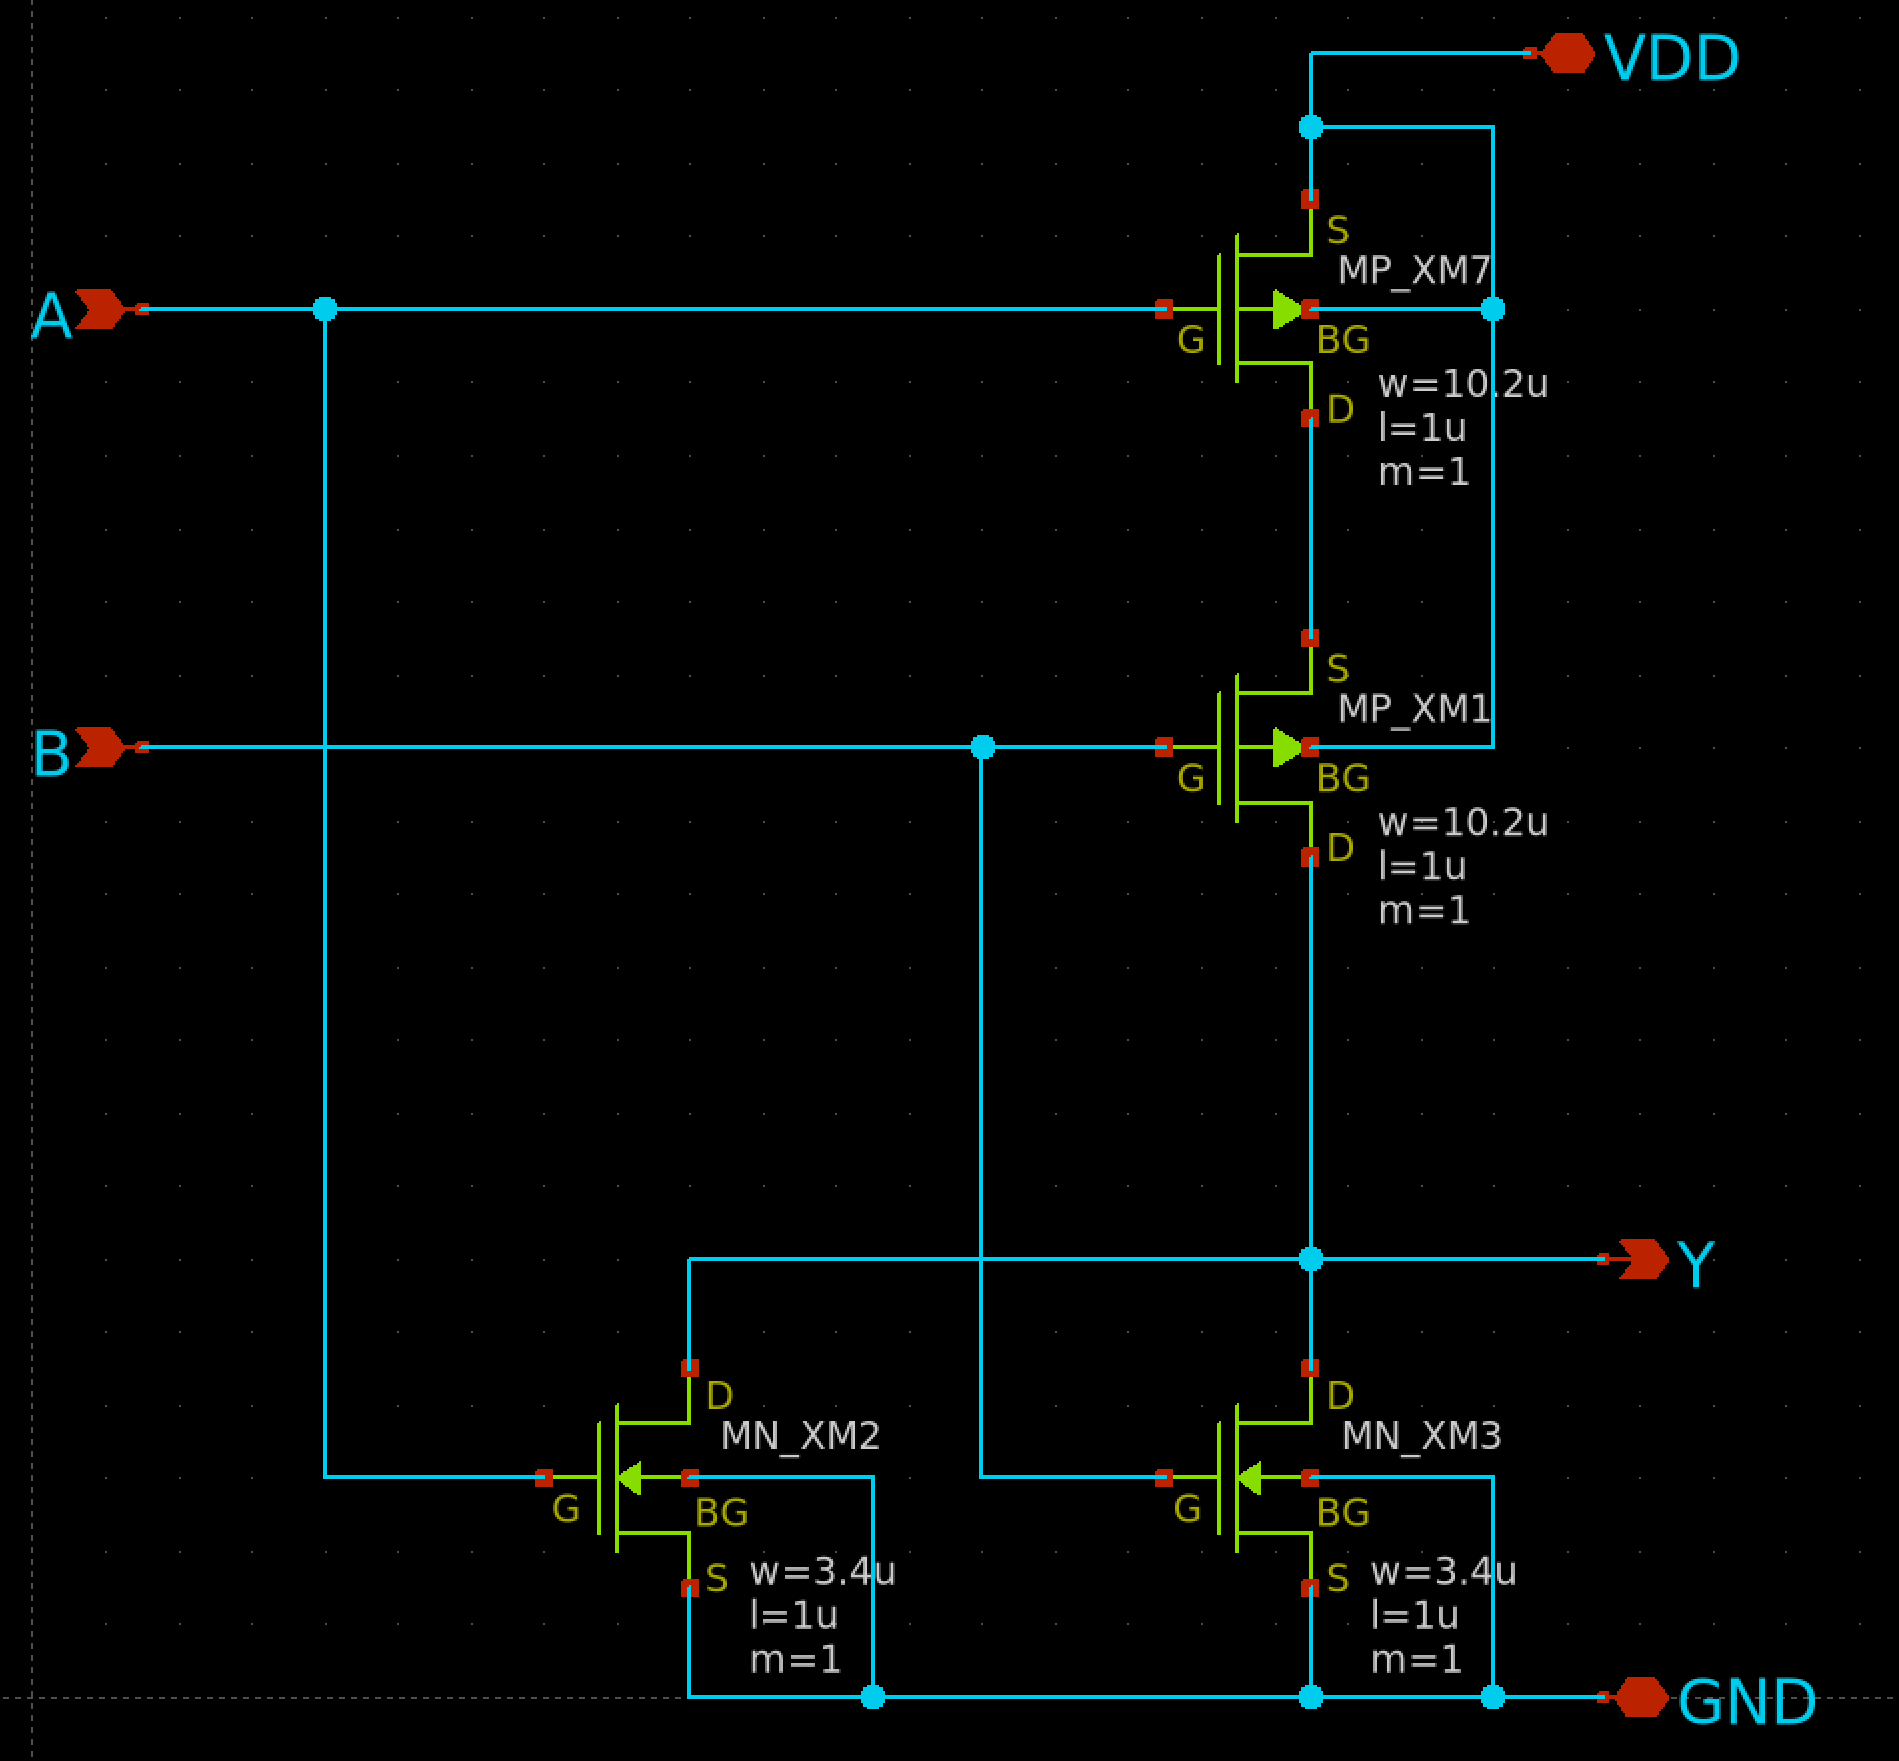 VDD
S
MP_XM7
A
G
BG
w=10.2u
l=1u
m=1
D
S
MP_XM1
B
G
BG
w=10.2u
l=1u
m=1
D
Y
D
MN_XM2
G
BG
S
w=3.4u
l=1u
m=1
D
MN_XM3
G
BG
S
w=3.4u
l=1u
m=1
GND